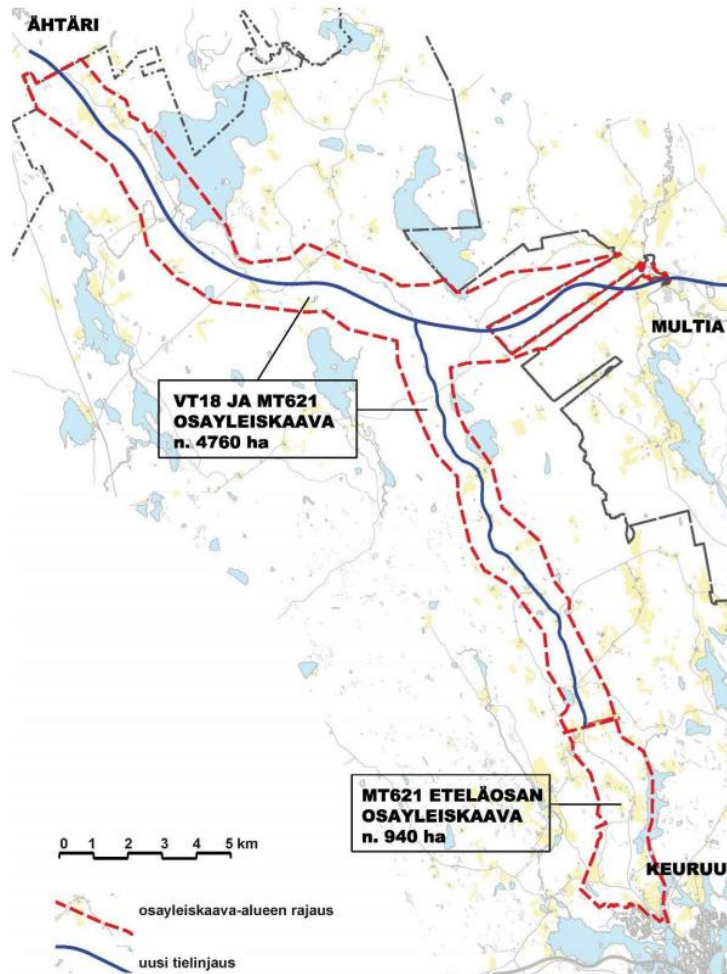 ÄHTÄRI
MULTIA
VT18 JA MT621
OSAYLEISKAAVA
n. 4760 ha
MT621 ETELÄOSAN
OSAYLEISKAAVA
n. 940 ha
KEURUU
0 1 2 3 4 5 km
osayleiskaava-alueen rajaus
uusi tielinjaus